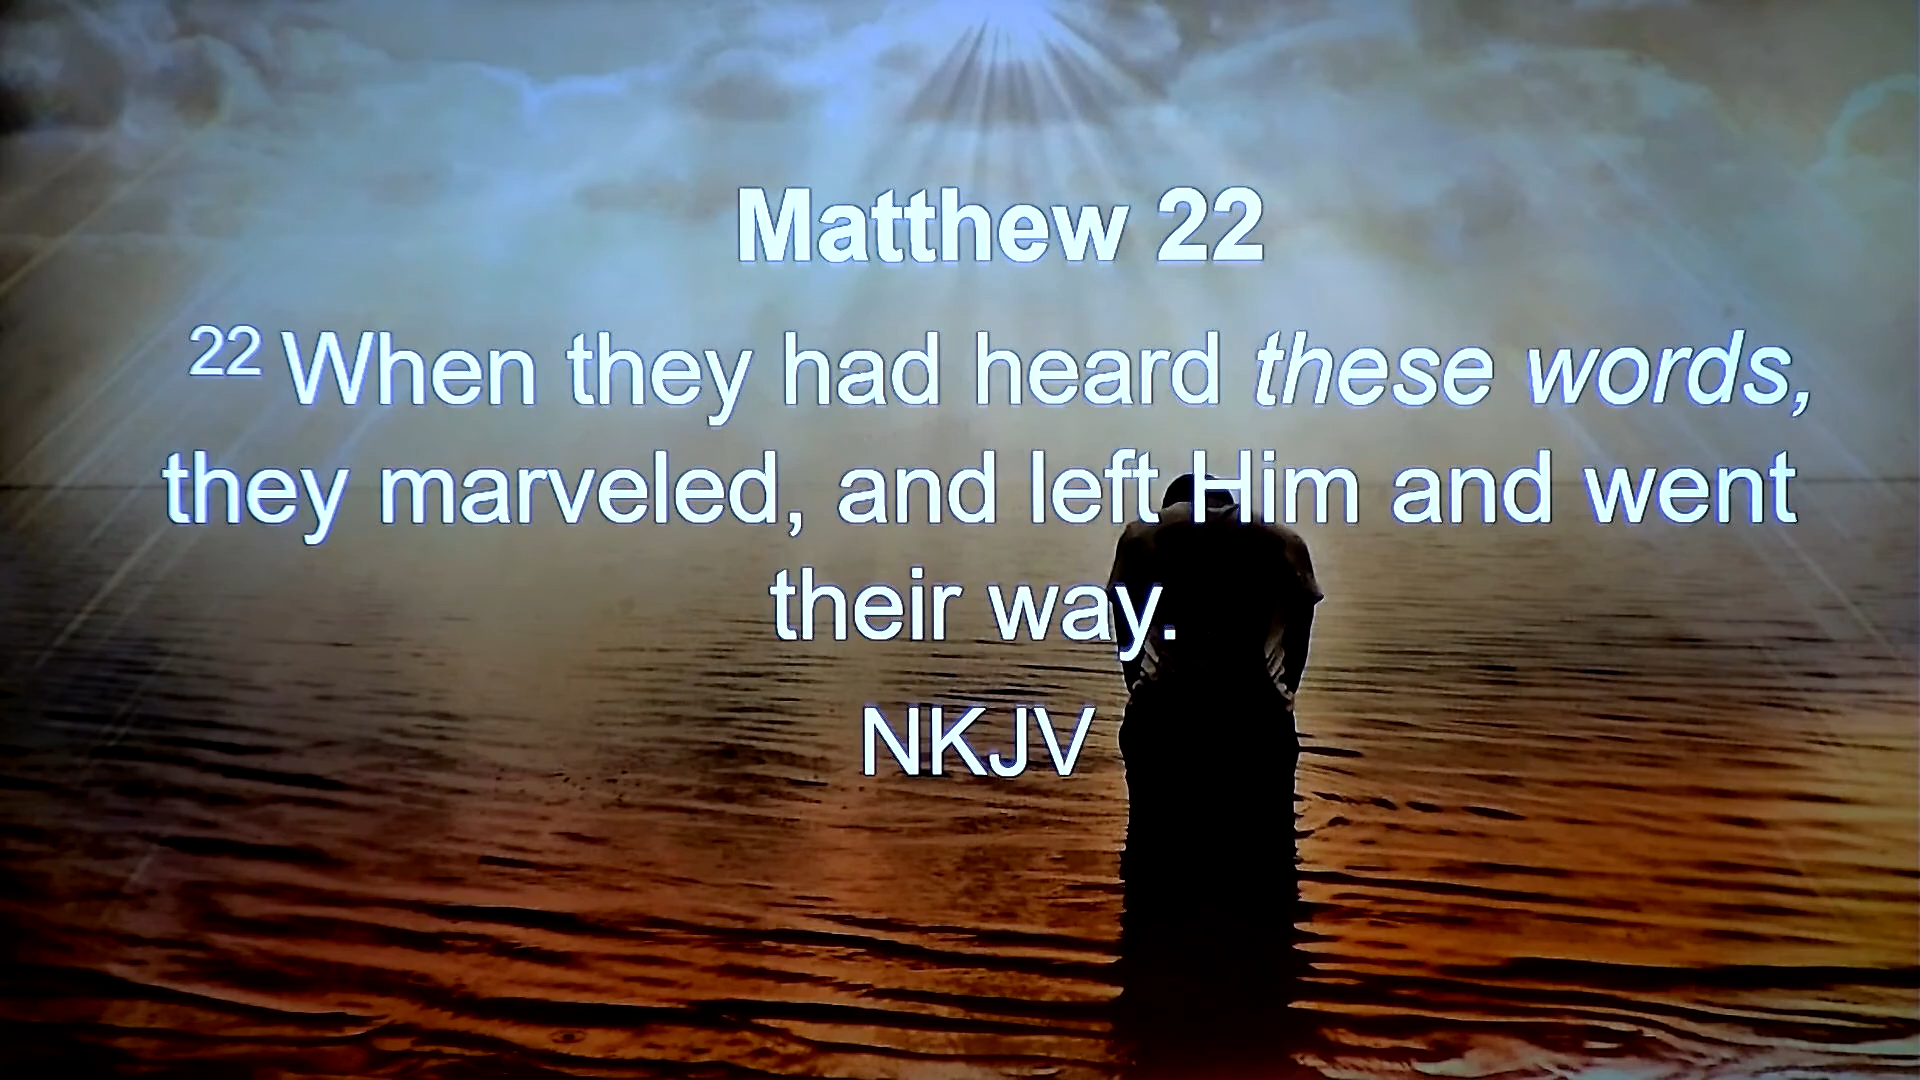 Matthew 22
22 When they had heard these words,
they marveled, and left Him and went
their way.
NKJV